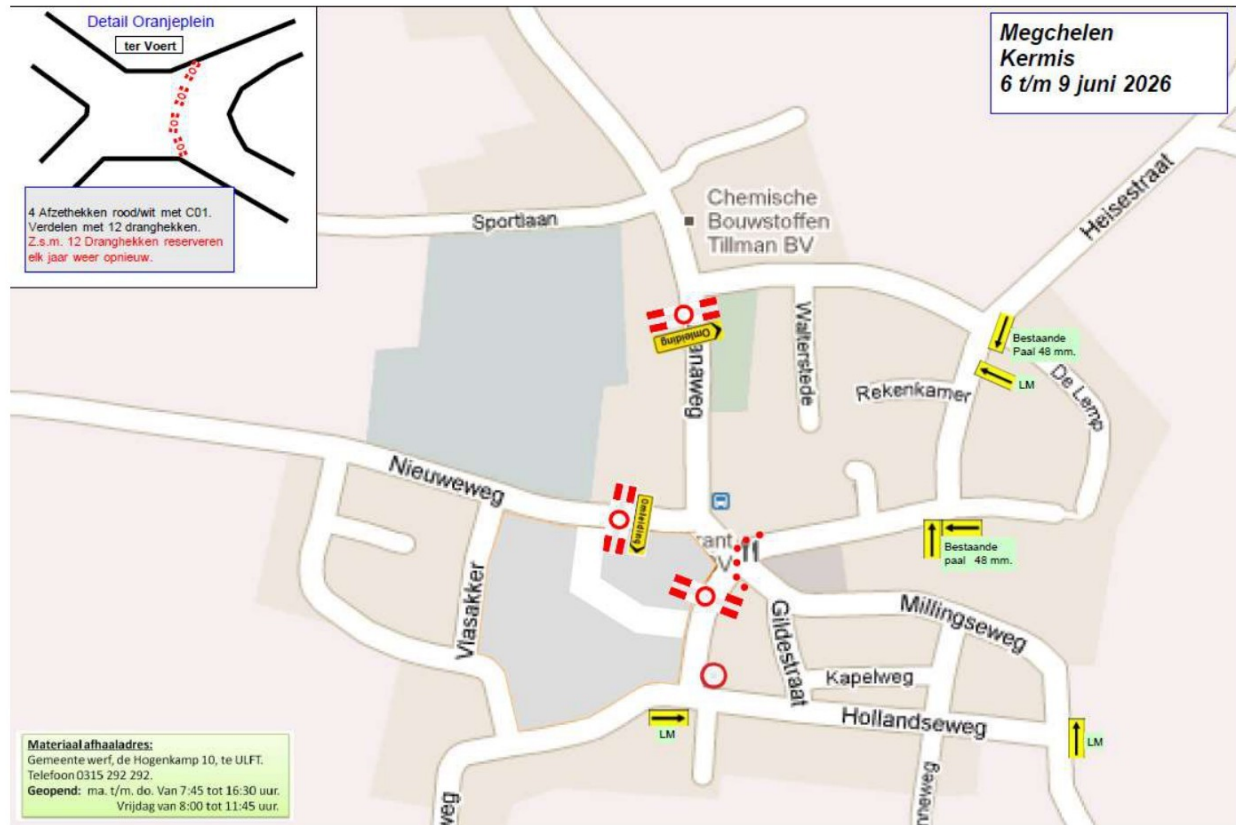 Detail Oranjeplein
ter Voert
4 Afzethekken rood/wit met C01.
Verdelen met 12 dranghekken.
Z.s.m. 12 Dranghekken reserveren
elk jaar weer opnieuw.
Megchelen
Kermis
6 t/m 9 juni 2026
Sportlaan
Chemische
Bouwstoffen
Tillman BV
Heisestraat
Omleiding
anaweg
Walterstede
Bestaande
Paal 48 mm.
LM
Rekenkamer
De Lemp
Nieuweweg
Omleiding
rant
V
Bestaande
paal 48 mm.
Vlasakker
Gildestraat
Millingseweg
Kapelweg
Hollandseweg
LM
LM
Materiaal afhaaladres:
Gemeente werf, de Hogenkamp 10, te ULFT.
Telefoon 0315 292 292.
Geopend: ma. t/m. do. Van 7:45 tot 16:30 uur.
Vrijdag van 8:00 tot 11:45 uur.
weg
nneweg